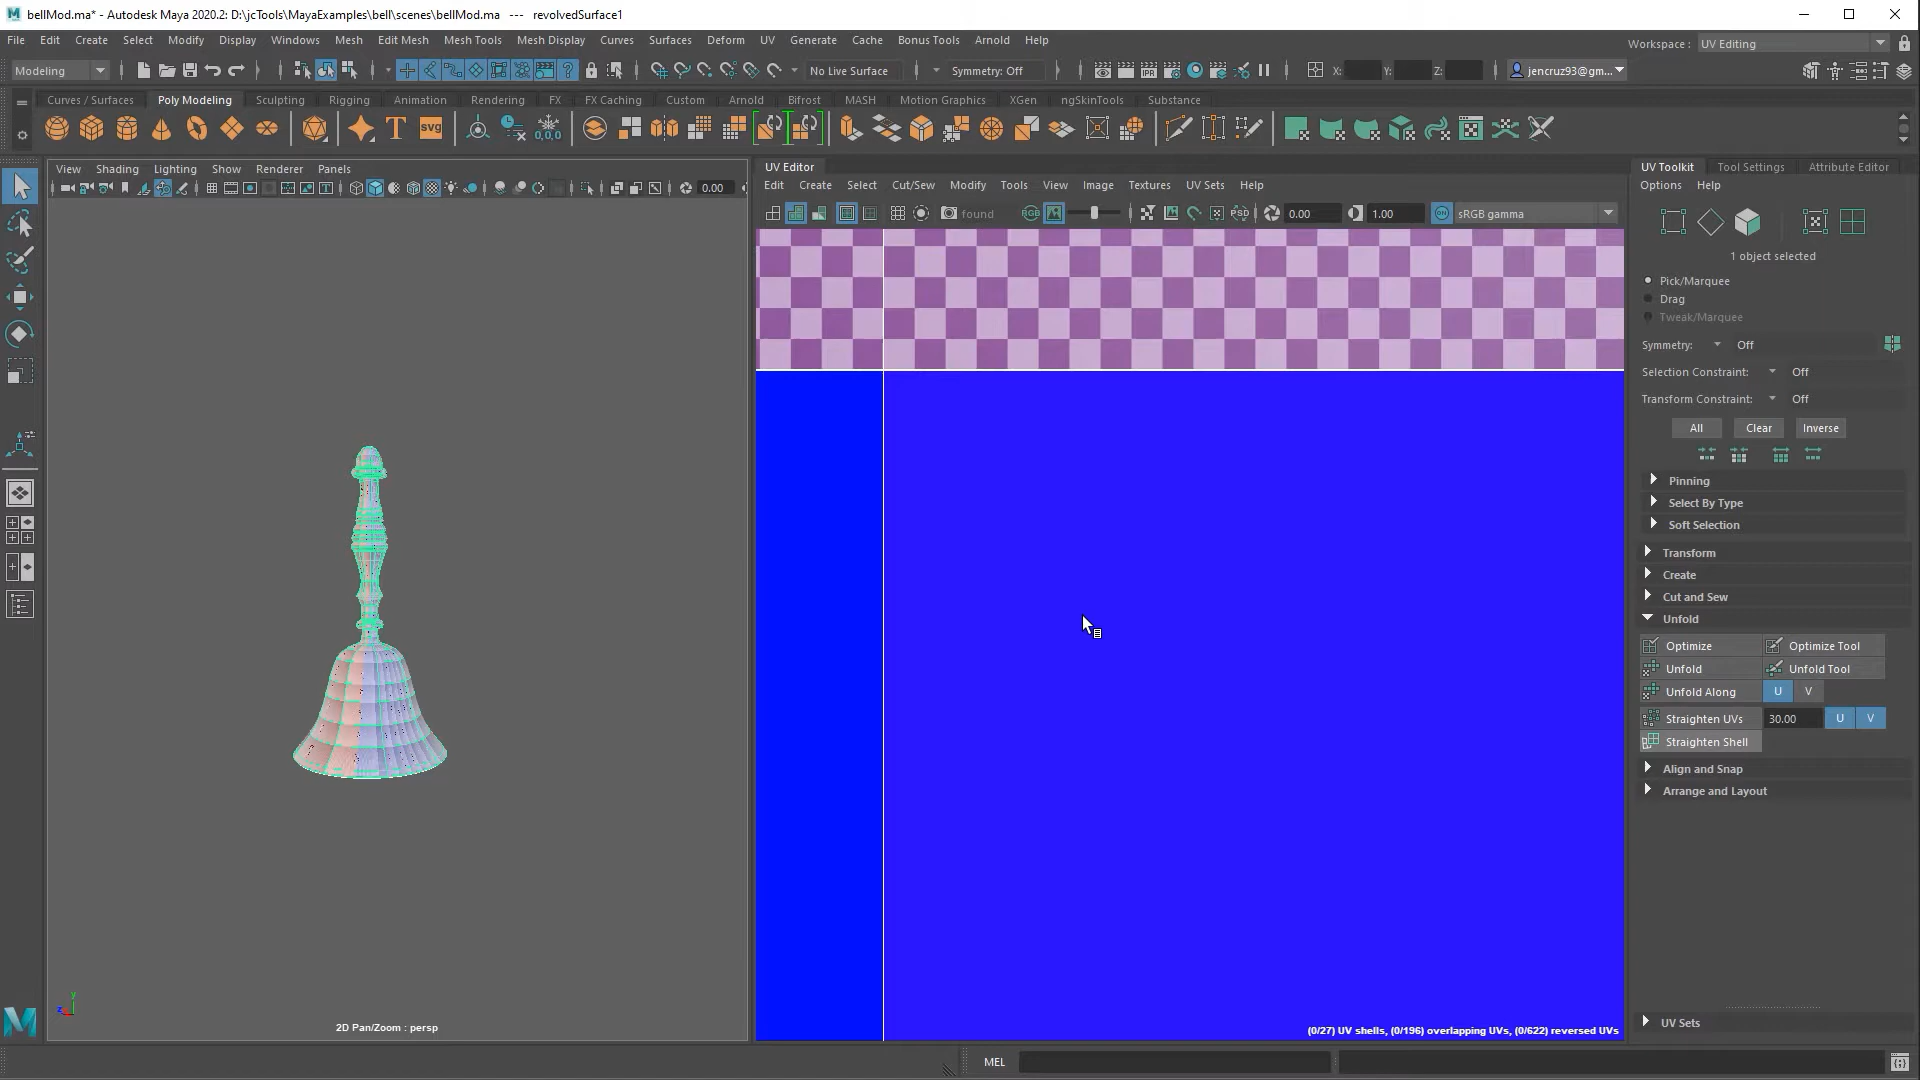 bellMod.ma* - Autodesk Maya 2020.2: D:\jcTools\MayaExamples\bell\scenes\bellMod.ma --- revolvedSurface1
File Edit Create Select Modify Display Windows Mesh Edit Mesh Mesh Tools Mesh Display Curves Surfaces Deform UV Generate Cache Bonus Tools Arnold Help
Workspace : UV Editing
Modeling No Live Surface Symmetry: Off IPR X: Y: Z: jencruz93@gm...
Curves / Surfaces Poly Modeling Sculpting Rigging Animation Rendering FX FX Caching Custom Arnold Bifrost MASH Motion Graphics XGen ngSkinTools Substance
T svg 0,0,0
View Shading Lighting Show Renderer Panels
0.00
UV Editor
Edit Create Select Cut/Sew Modify Tools View Image Textures UV Sets Help
found RGB PSD 0.00 1.00 ON sRGB gamma
(0/27) UV shells, (0/196) overlapping UVs, (0/622) reversed UVs
y
z
2D Pan/Zoom : persp
UV Toolkit Tool Settings Attribute Editor
Options Help
1 object selected
Pick/Marquee
Drag
Tweak/Marquee
Symmetry: Off
Selection Constraint: Off
Transform Constraint: Off
All Clear Inverse
Pinning
Select By Type
Soft Selection
Transform
Create
Cut and Sew
Unfold
Optimize Optimize Tool
Unfold Unfold Tool
Unfold Along U V
Straighten UVs 30.00 U V
Straighten Shell
Align and Snap
Arrange and Layout
UV Sets
M
MEL